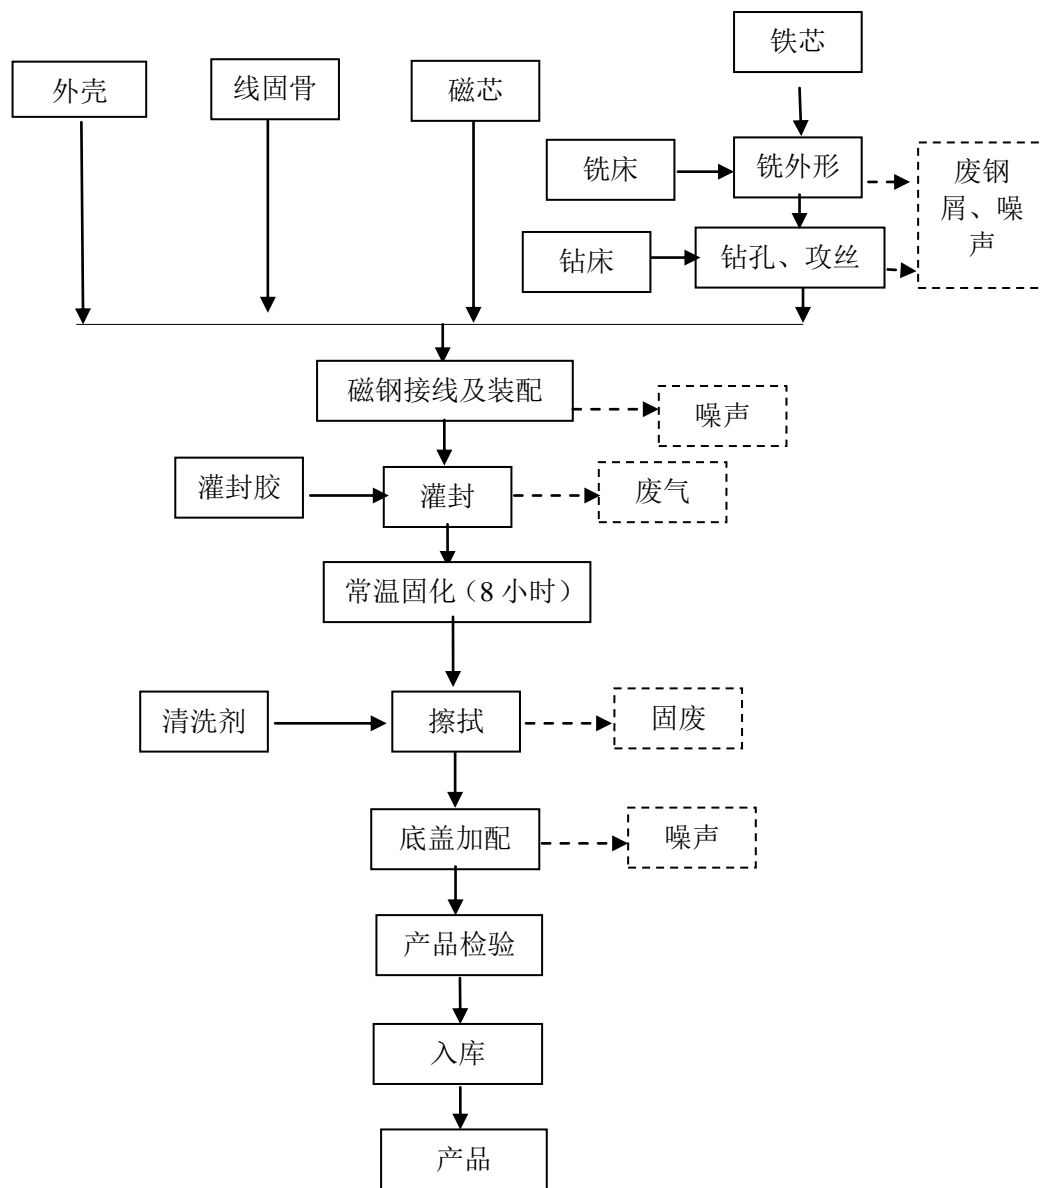 铁芯
外壳
线固骨
磁芯
铣床
铣外形
废钢
屑、噪
声
钻床
钻孔、攻丝
磁钢接线及装配
噪声
灌封胶
灌封
废气
常温固化（8 小时）
清洗剂
擦拭
固废
底盖加配
噪声
产品检验
入库
产品